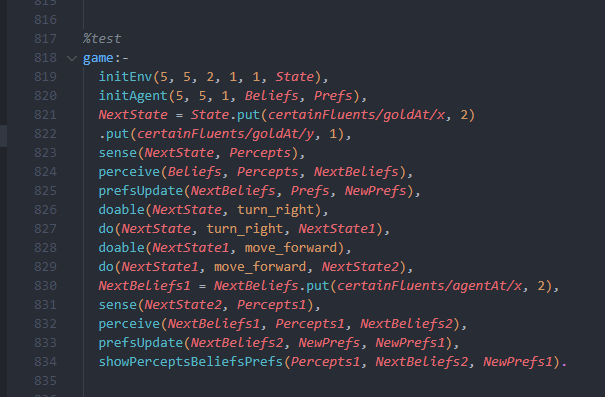 815
816
817 %test
818 game:-
819 initEnv(5, 5, 2, 1, 1, State),
820 initAgent(5, 5, 1, Beliefs, Prefs),
821 NextState = State.put(certainFluents/goldAt/x, 2)
822 .put(certainFluents/goldAt/y, 1),
823 sense(NextState, Percepts),
824 perceive(Beliefs, Percepts, NextBeliefs),
825 prefsUpdate(NextBeliefs, Prefs, NewPrefs),
826 doable(NextState, turn_right),
827 do(NextState, turn_right, NextState1),
828 doable(NextState1, move_forward),
829 do(NextState1, move_forward, NextState2),
830 NextBeliefs1 = NextBeliefs.put(certainFluents/agentAt/x, 2),
831 sense(NextState2, Percepts1),
832 perceive(NextBeliefs1, Percepts1, NextBeliefs2),
833 prefsUpdate(NextBeliefs2, NewPrefs, NewPrefs1),
834 showPerceptsBeliefsPrefs(Percepts1, NextBeliefs2, NewPrefs1).
835